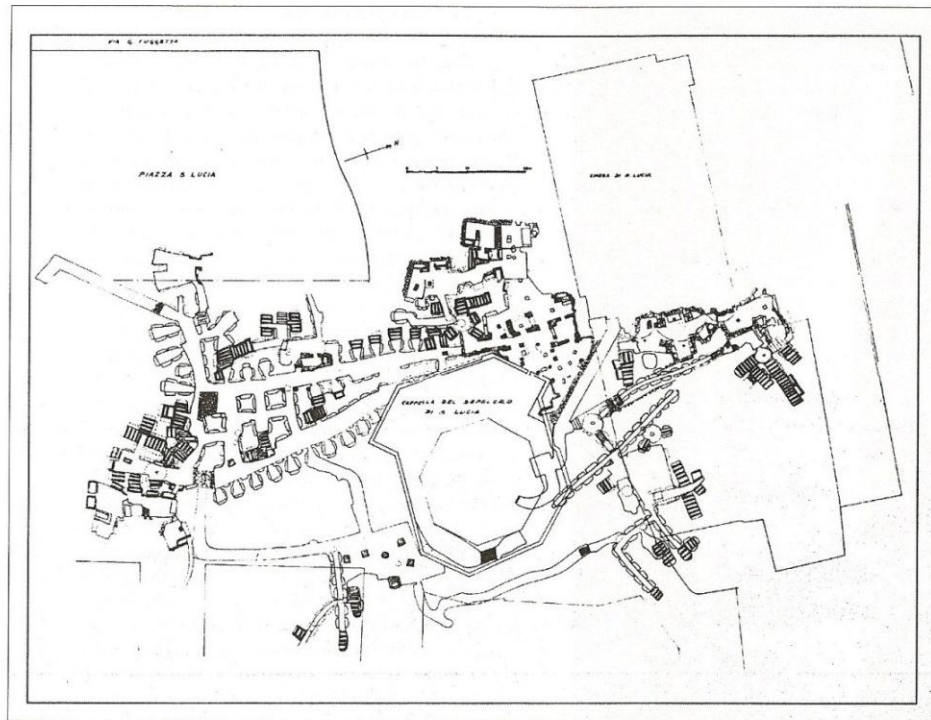 VIA G FUGGETTA
N
PIAZZA S LUCIA
CHIESA DI S. LUCIA
CAPPELLA DEL SEPOLCRO
DI S LUCIA